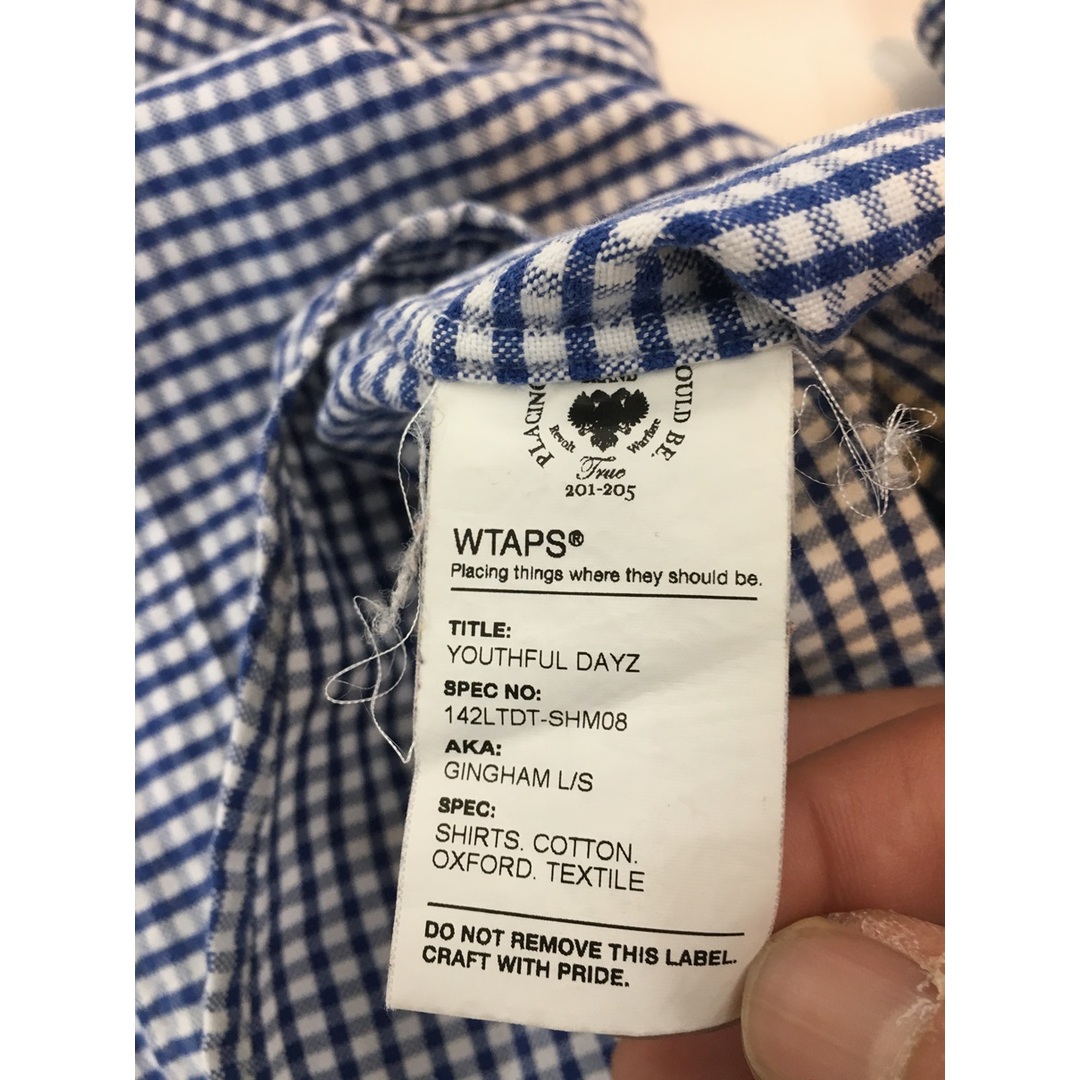 PLACING
OULD BE.
Revolt
Warfare
True
201-205
WTAPS®
Placing things where they should be.
TITLE:
YOUTHFUL DAYZ
SPEC NO:
142LTDT-SHM08
AKA:
GINGHAM L/S
SPEC:
SHIRTS. COTTON.
OXFORD. TEXTILE
DO NOT REMOVE THIS LABEL.
CRAFT WITH PRIDE.